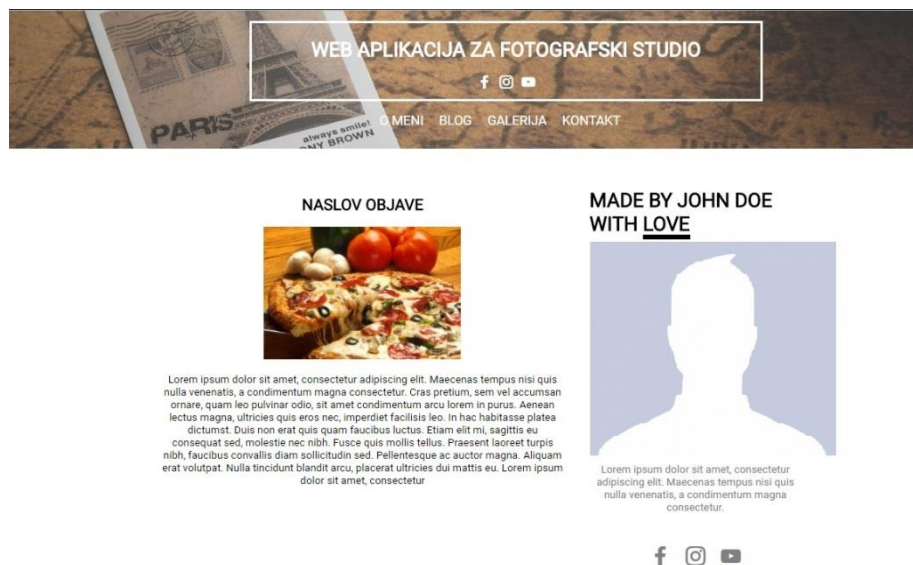 WEB APLIKACIJA ZA FOTOGRAFSKI STUDIO
PARIS
always smile!
NY BROWN
O MENI BLOG GALERIJA KONTAKT
NASLOV OBJAVE
Lorem ipsum dolor sit amet, consectetur adipiscing elit. Maecenas tempus nisi quis
nulla venenatis, a condimentum magna consectetur. Cras pretium, sem vel accumsan
ornare, quam leo pulvinar odio, sit amet condimentum arcu lorem in purus. Aenean
lectus magna, ultricies quis eros nec, imperdiet facilisis leo. In hac habitasse platea
dictumst. Duis non erat quis quam faucibus luctus. Etiam elit mi, sagittis eu
consequat sed, molestie nec nibh. Fusce quis mollis tellus. Praesent laoreet turpis
nibh, faucibus convallis diam sollicitudin sed. Pellentesque ac auctor magna. Aliquam
erat volutpat. Nulla tincidunt blandit arcu, placerat ultricies dui mattis eu. Lorem ipsum
dolor sit amet, consectetur
MADE BY JOHN DOE
WITH LOVE
Lorem ipsum dolor sit amet, consectetur
adipiscing elit. Maecenas tempus nisi quis
nulla venenatis, a condimentum magna
consectetur.